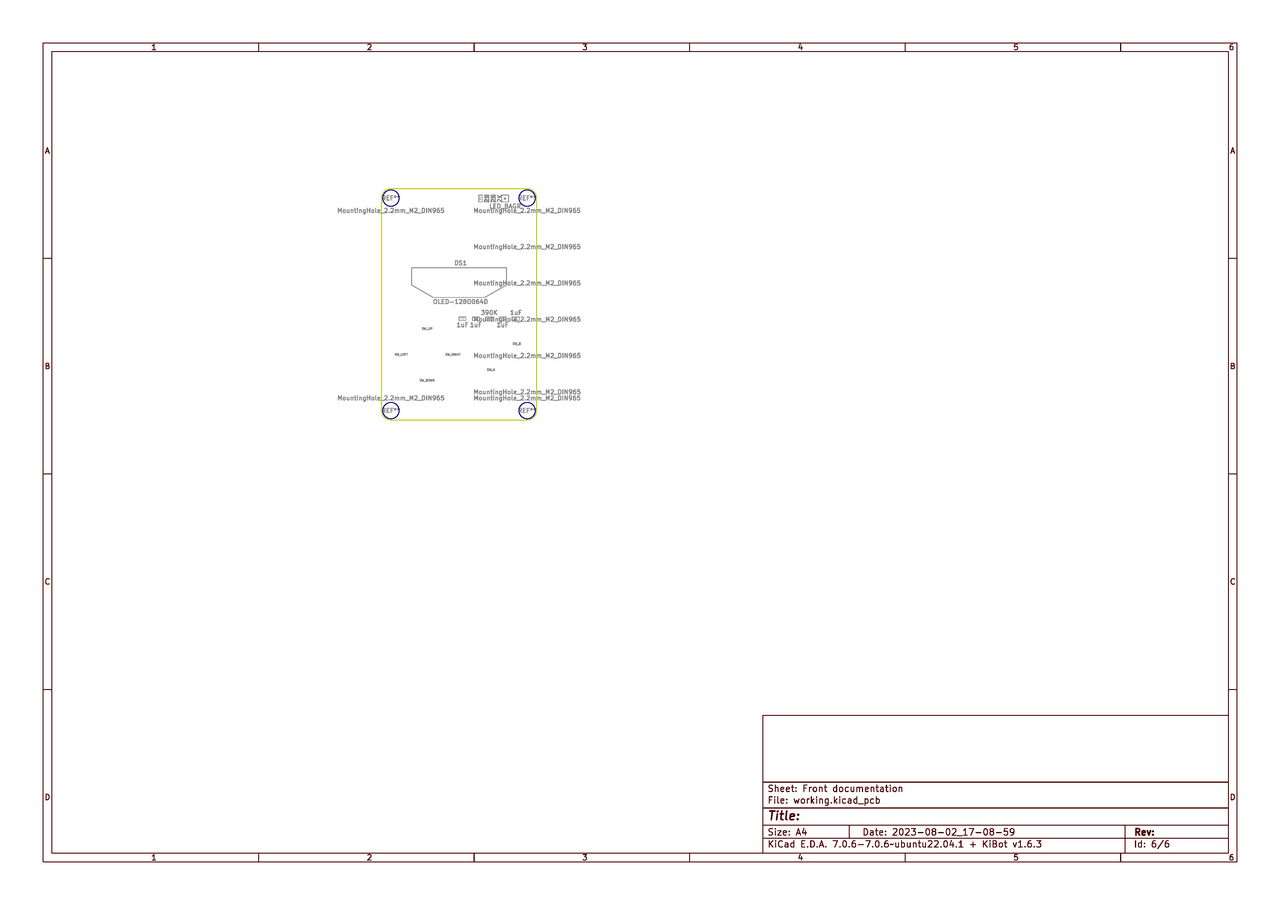 1 2 3 4 5 6
A A
REF** REF**
LED_BAGR
MountingHole_2.2mm_M2_DIN965 MountingHole_2.2mm_M2_DIN965
MountingHole_2.2mm_M2_DIN965
DS1
MountingHole_2.2mm_M2_DIN965
OLED-128O064D
390K 1uF
MountingHole_2.2mm_M2_DIN965
1uF 1uF 1uF
SW_UP
SW_B
SW_LEFT SW_RIGHT MountingHole_2.2mm_M2_DIN965
B B
SW_A
SW_DOWN
MountingHole_2.2mm_M2_DIN965
MountingHole_2.2mm_M2_DIN965 MountingHole_2.2mm_M2_DIN965
REF** REF**
C C
Sheet: Front documentation
D D
File: working.kicad_pcb
Title:
Size: A4 Date: 2023-08-02_17-08-59 Rev:
KiCad E.D.A. 7.0.6-7.0.6~ubuntu22.04.1 + KiBot v1.6.3 Id: 6/6
1 2 3 4 5 6